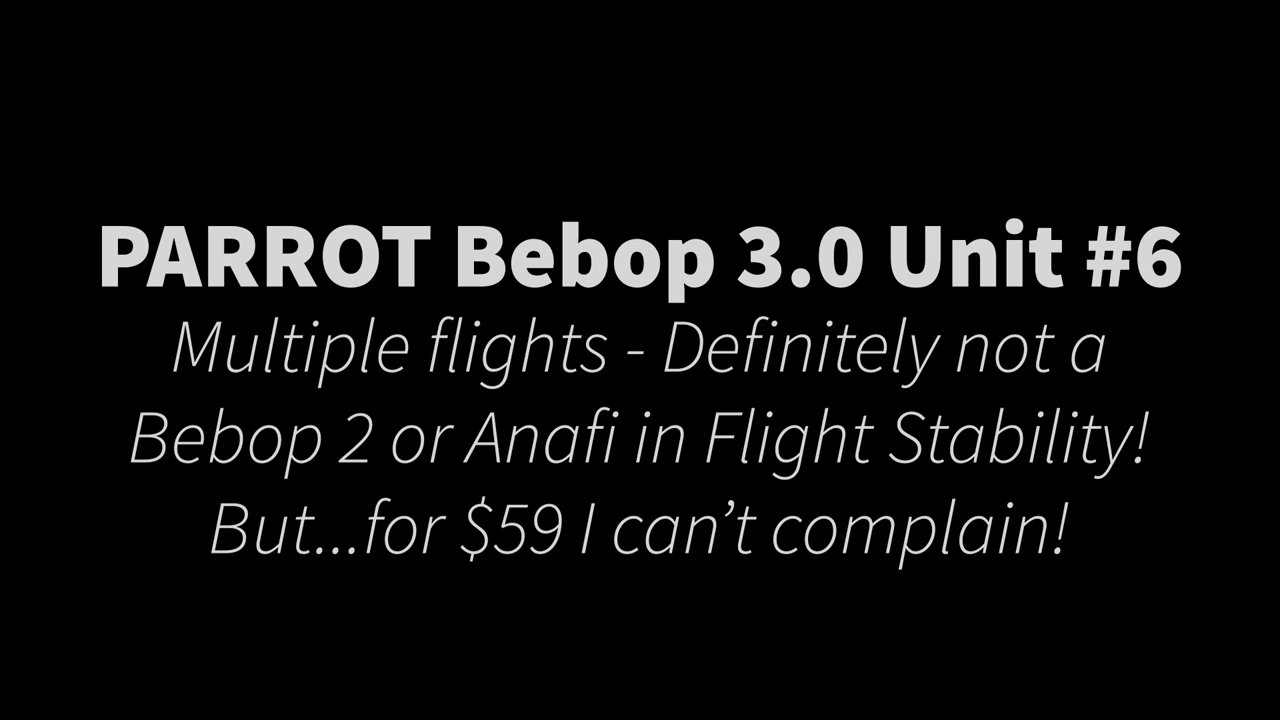 PARROT Bebop 3.0 Unit #6
Multiple flights - Definitely not a
Bebop 2 or Anafi in Flight Stability!
But...for $59 I can’t complain!